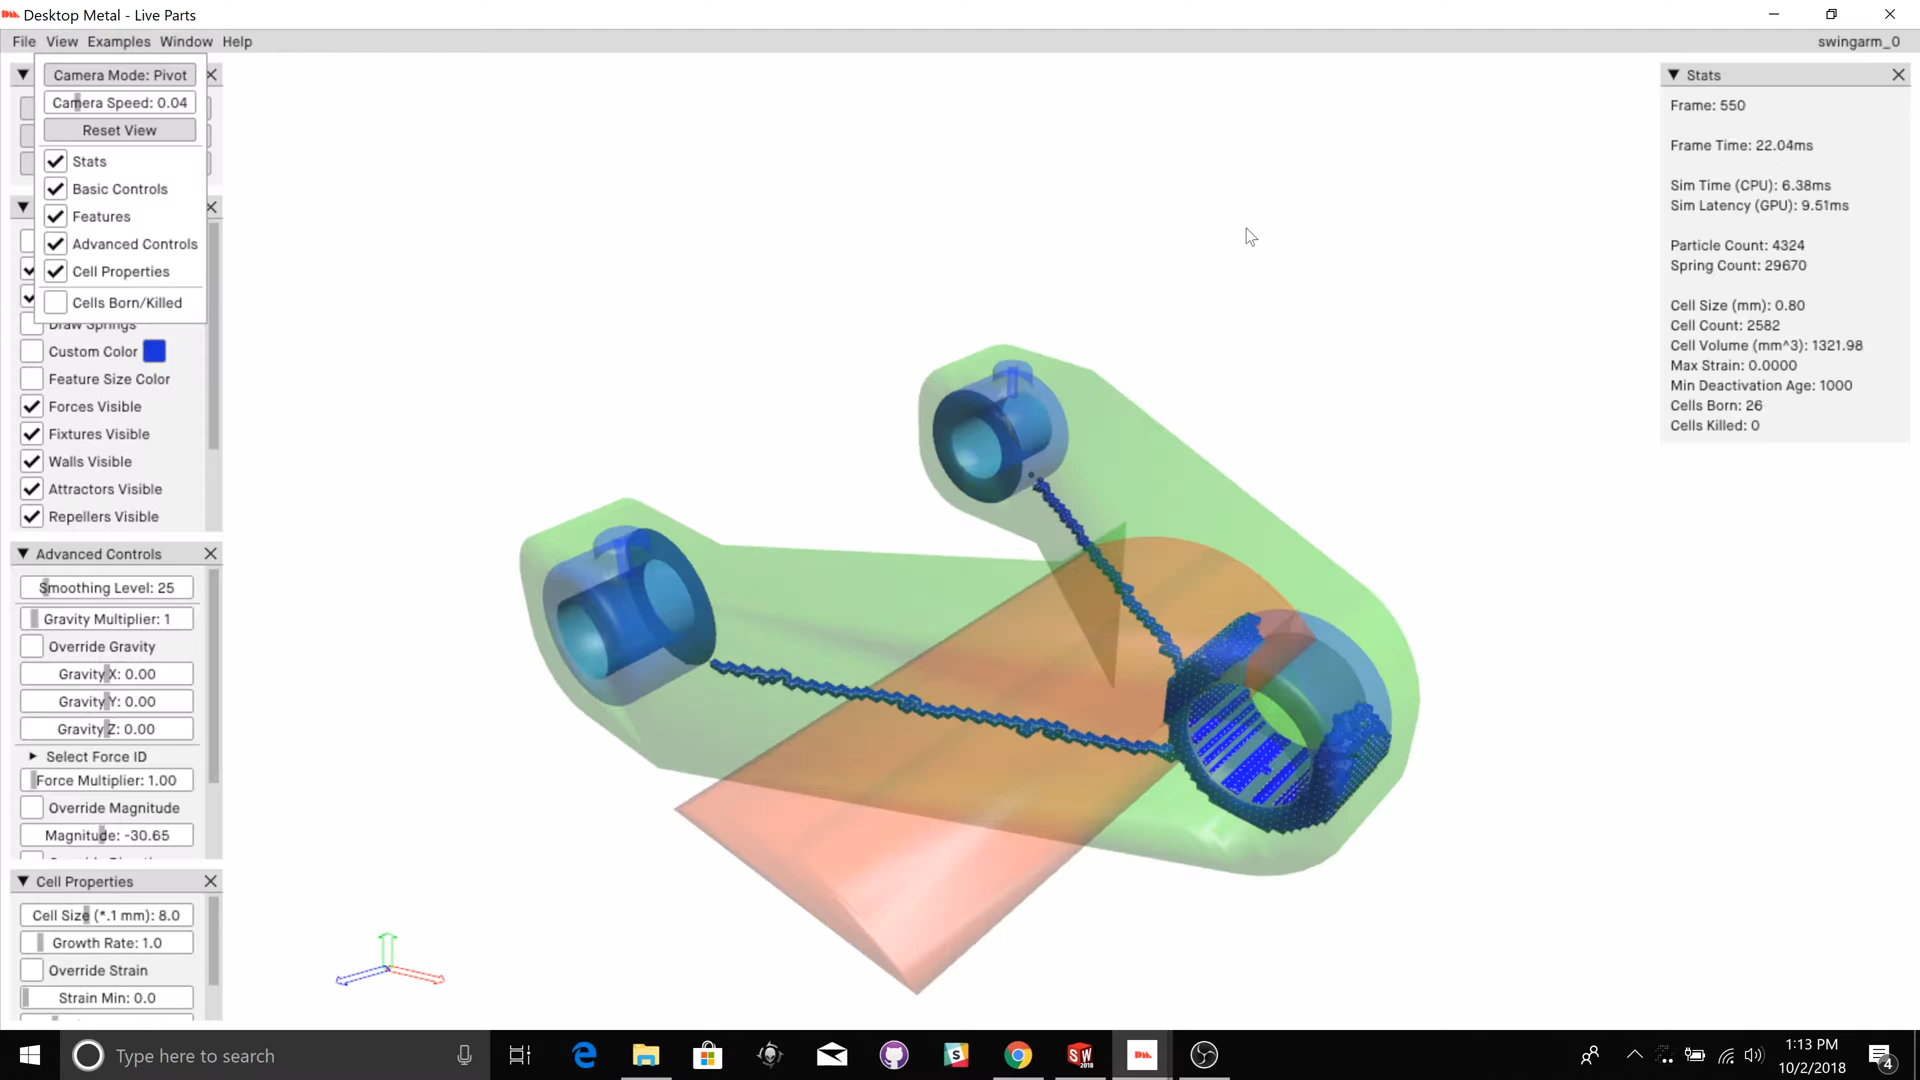 Desktop Metal - Live Parts
File View Examples Window Help
swingarm_0
Camera Mode: Pivot
Camera Speed: 0.04
Reset View
Stats
Basic Controls
Features
Advanced Controls
Cell Properties
Cells Born/Killed
Draw Springs
Custom Color
Feature Size Color
Forces Visible
Fixtures Visible
Walls Visible
Attractors Visible
Repellers Visible
Advanced Controls
Smoothing Level: 25
Gravity Multiplier: 1
Override Gravity
Gravity X: 0.00
Gravity Y: 0.00
Gravity Z: 0.00
Select Force ID
Force Multiplier: 1.00
Override Magnitude
Magnitude: -30.65
Cell Properties
Cell Size (*.1 mm): 8.0
Growth Rate: 1.0
Override Strain
Strain Min: 0.0
Stats
Frame: 550
Frame Time: 22.04ms
Sim Time (CPU): 6.38ms
Sim Latency (GPU): 9.51ms
Particle Count: 4324
Spring Count: 29670
Cell Size (mm): 0.80
Cell Count: 2582
Cell Volume (mm^3): 1321.98
Max Strain: 0.0000
Min Deactivation Age: 1000
Cells Born: 26
Cells Killed: 0
Type here to search
S
SW
2018
1:13 PM
10/2/2018
4